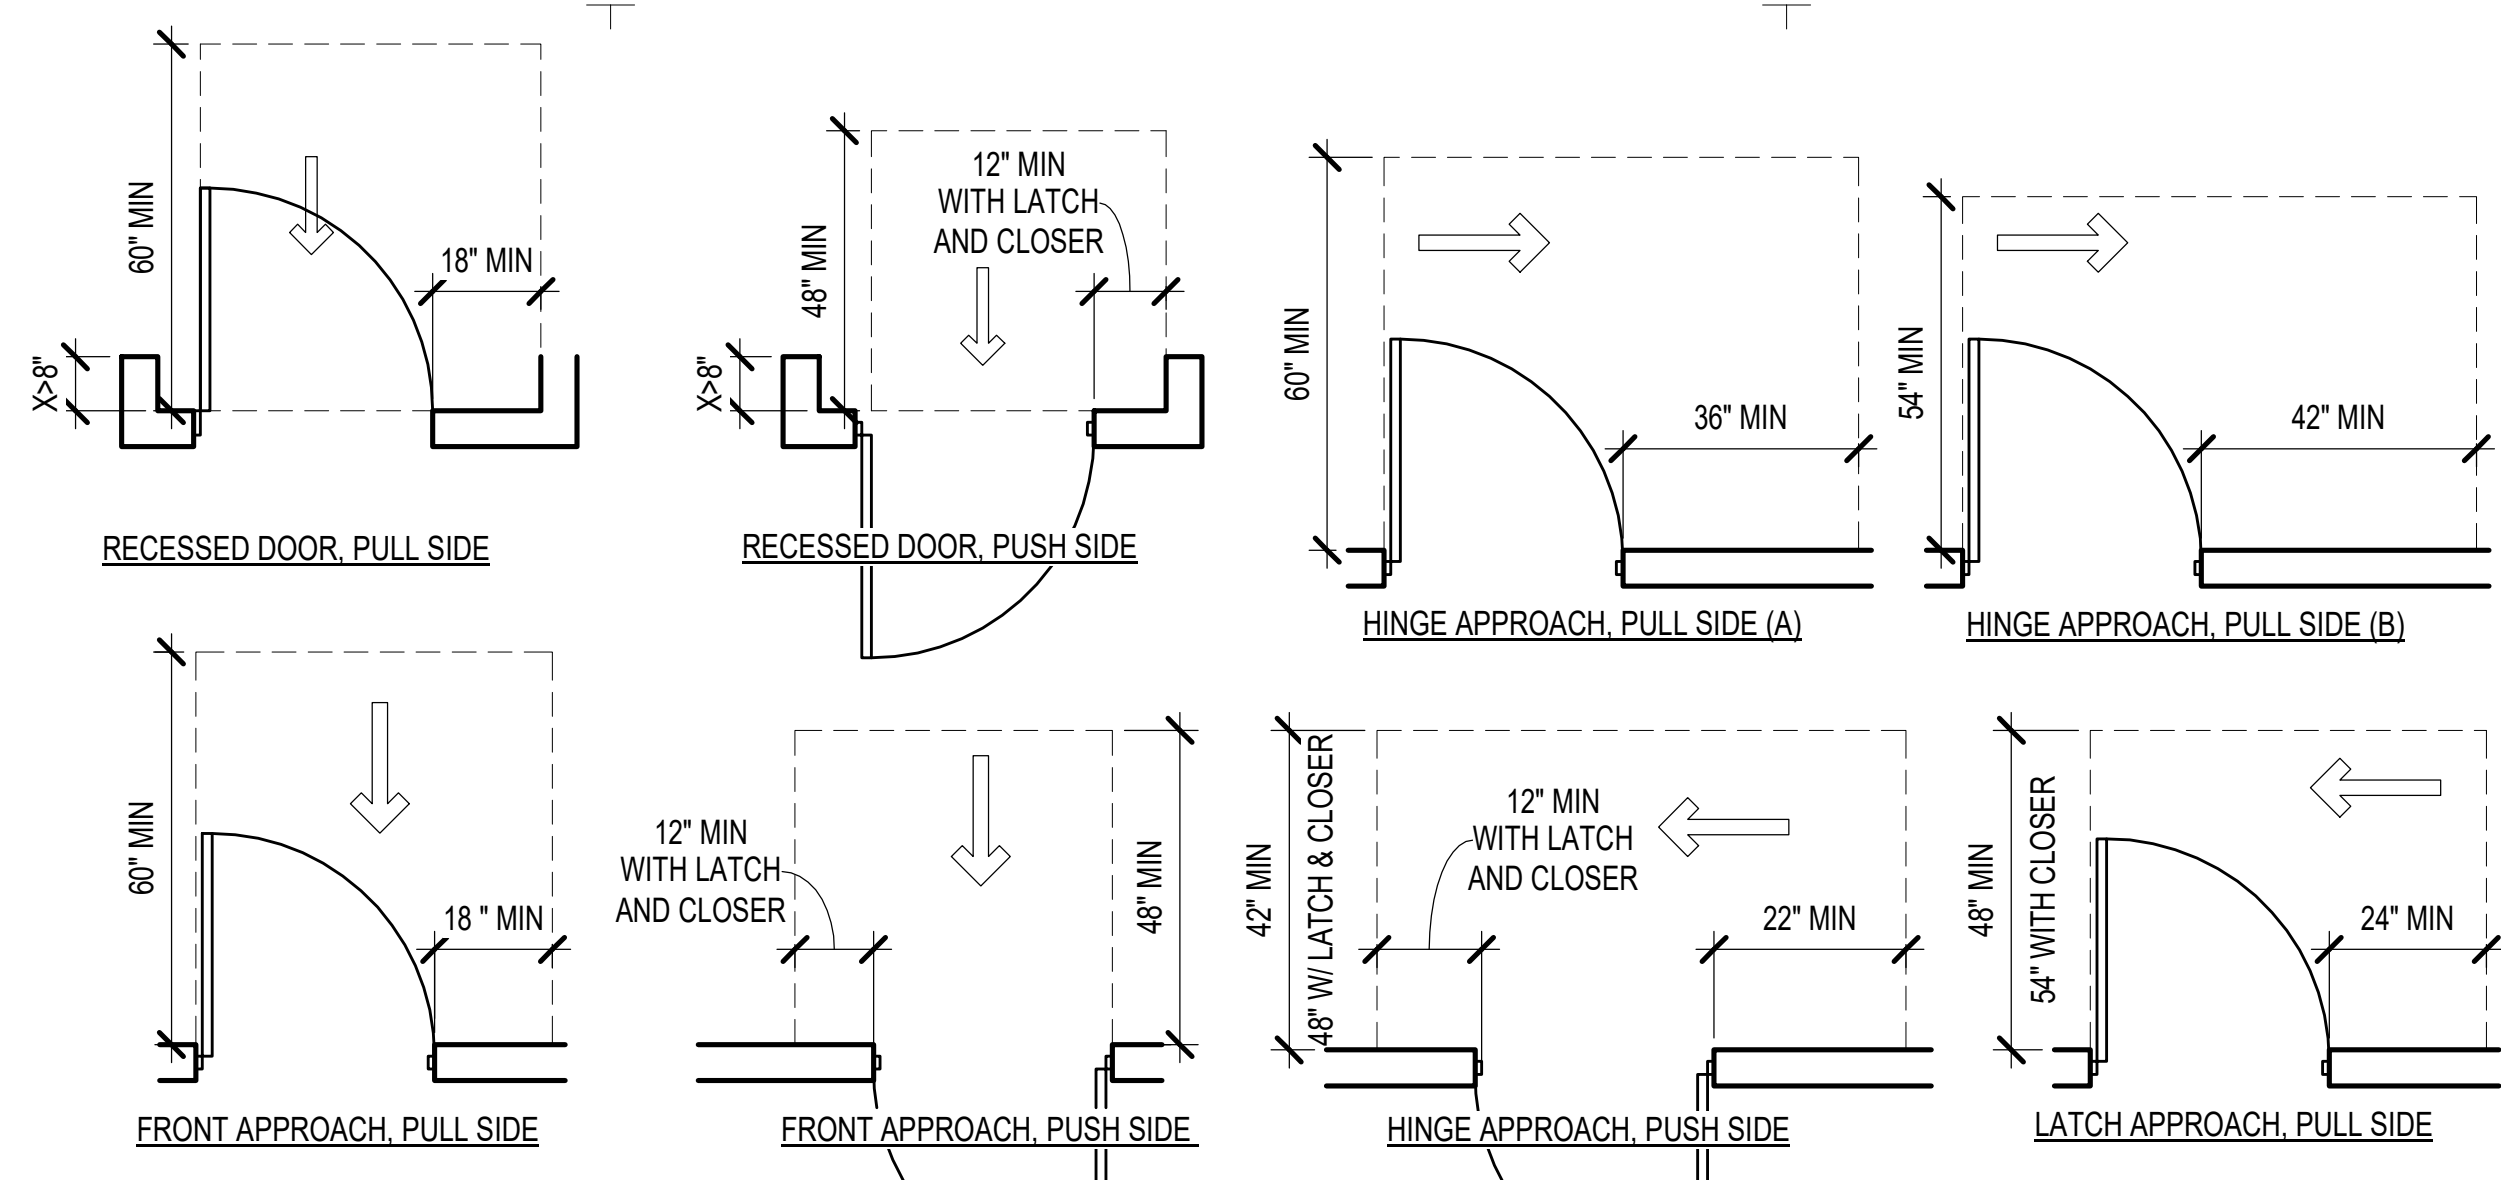 60" MIN
18" MIN
X>8"
RECESSED DOOR, PULL SIDE
12" MIN
WITH LATCH
AND CLOSER
48" MIN
X>8"
RECESSED DOOR, PUSH SIDE
60" MIN
36" MIN
HINGE APPROACH, PULL SIDE (A)
54" MIN
42" MIN
HINGE APPROACH, PULL SIDE (B)
60" MIN
18 " MIN
FRONT APPROACH, PULL SIDE
12" MIN
WITH LATCH
AND CLOSER
48" MIN
FRONT APPROACH, PUSH SIDE
42" MIN
48" W/ LATCH & CLOSER
12" MIN
WITH LATCH
AND CLOSER
22" MIN
HINGE APPROACH, PUSH SIDE
48" MIN
54" WITH CLOSER
24" MIN
LATCH APPROACH, PULL SIDE